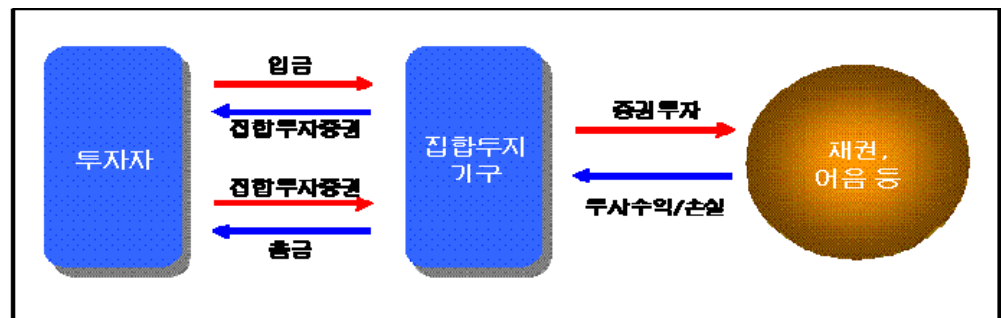 입금
집합투자증권
투자자
집합투자증권
출금
집합투지
기구
증권투자
투자수익/손실
채권,
어음 등